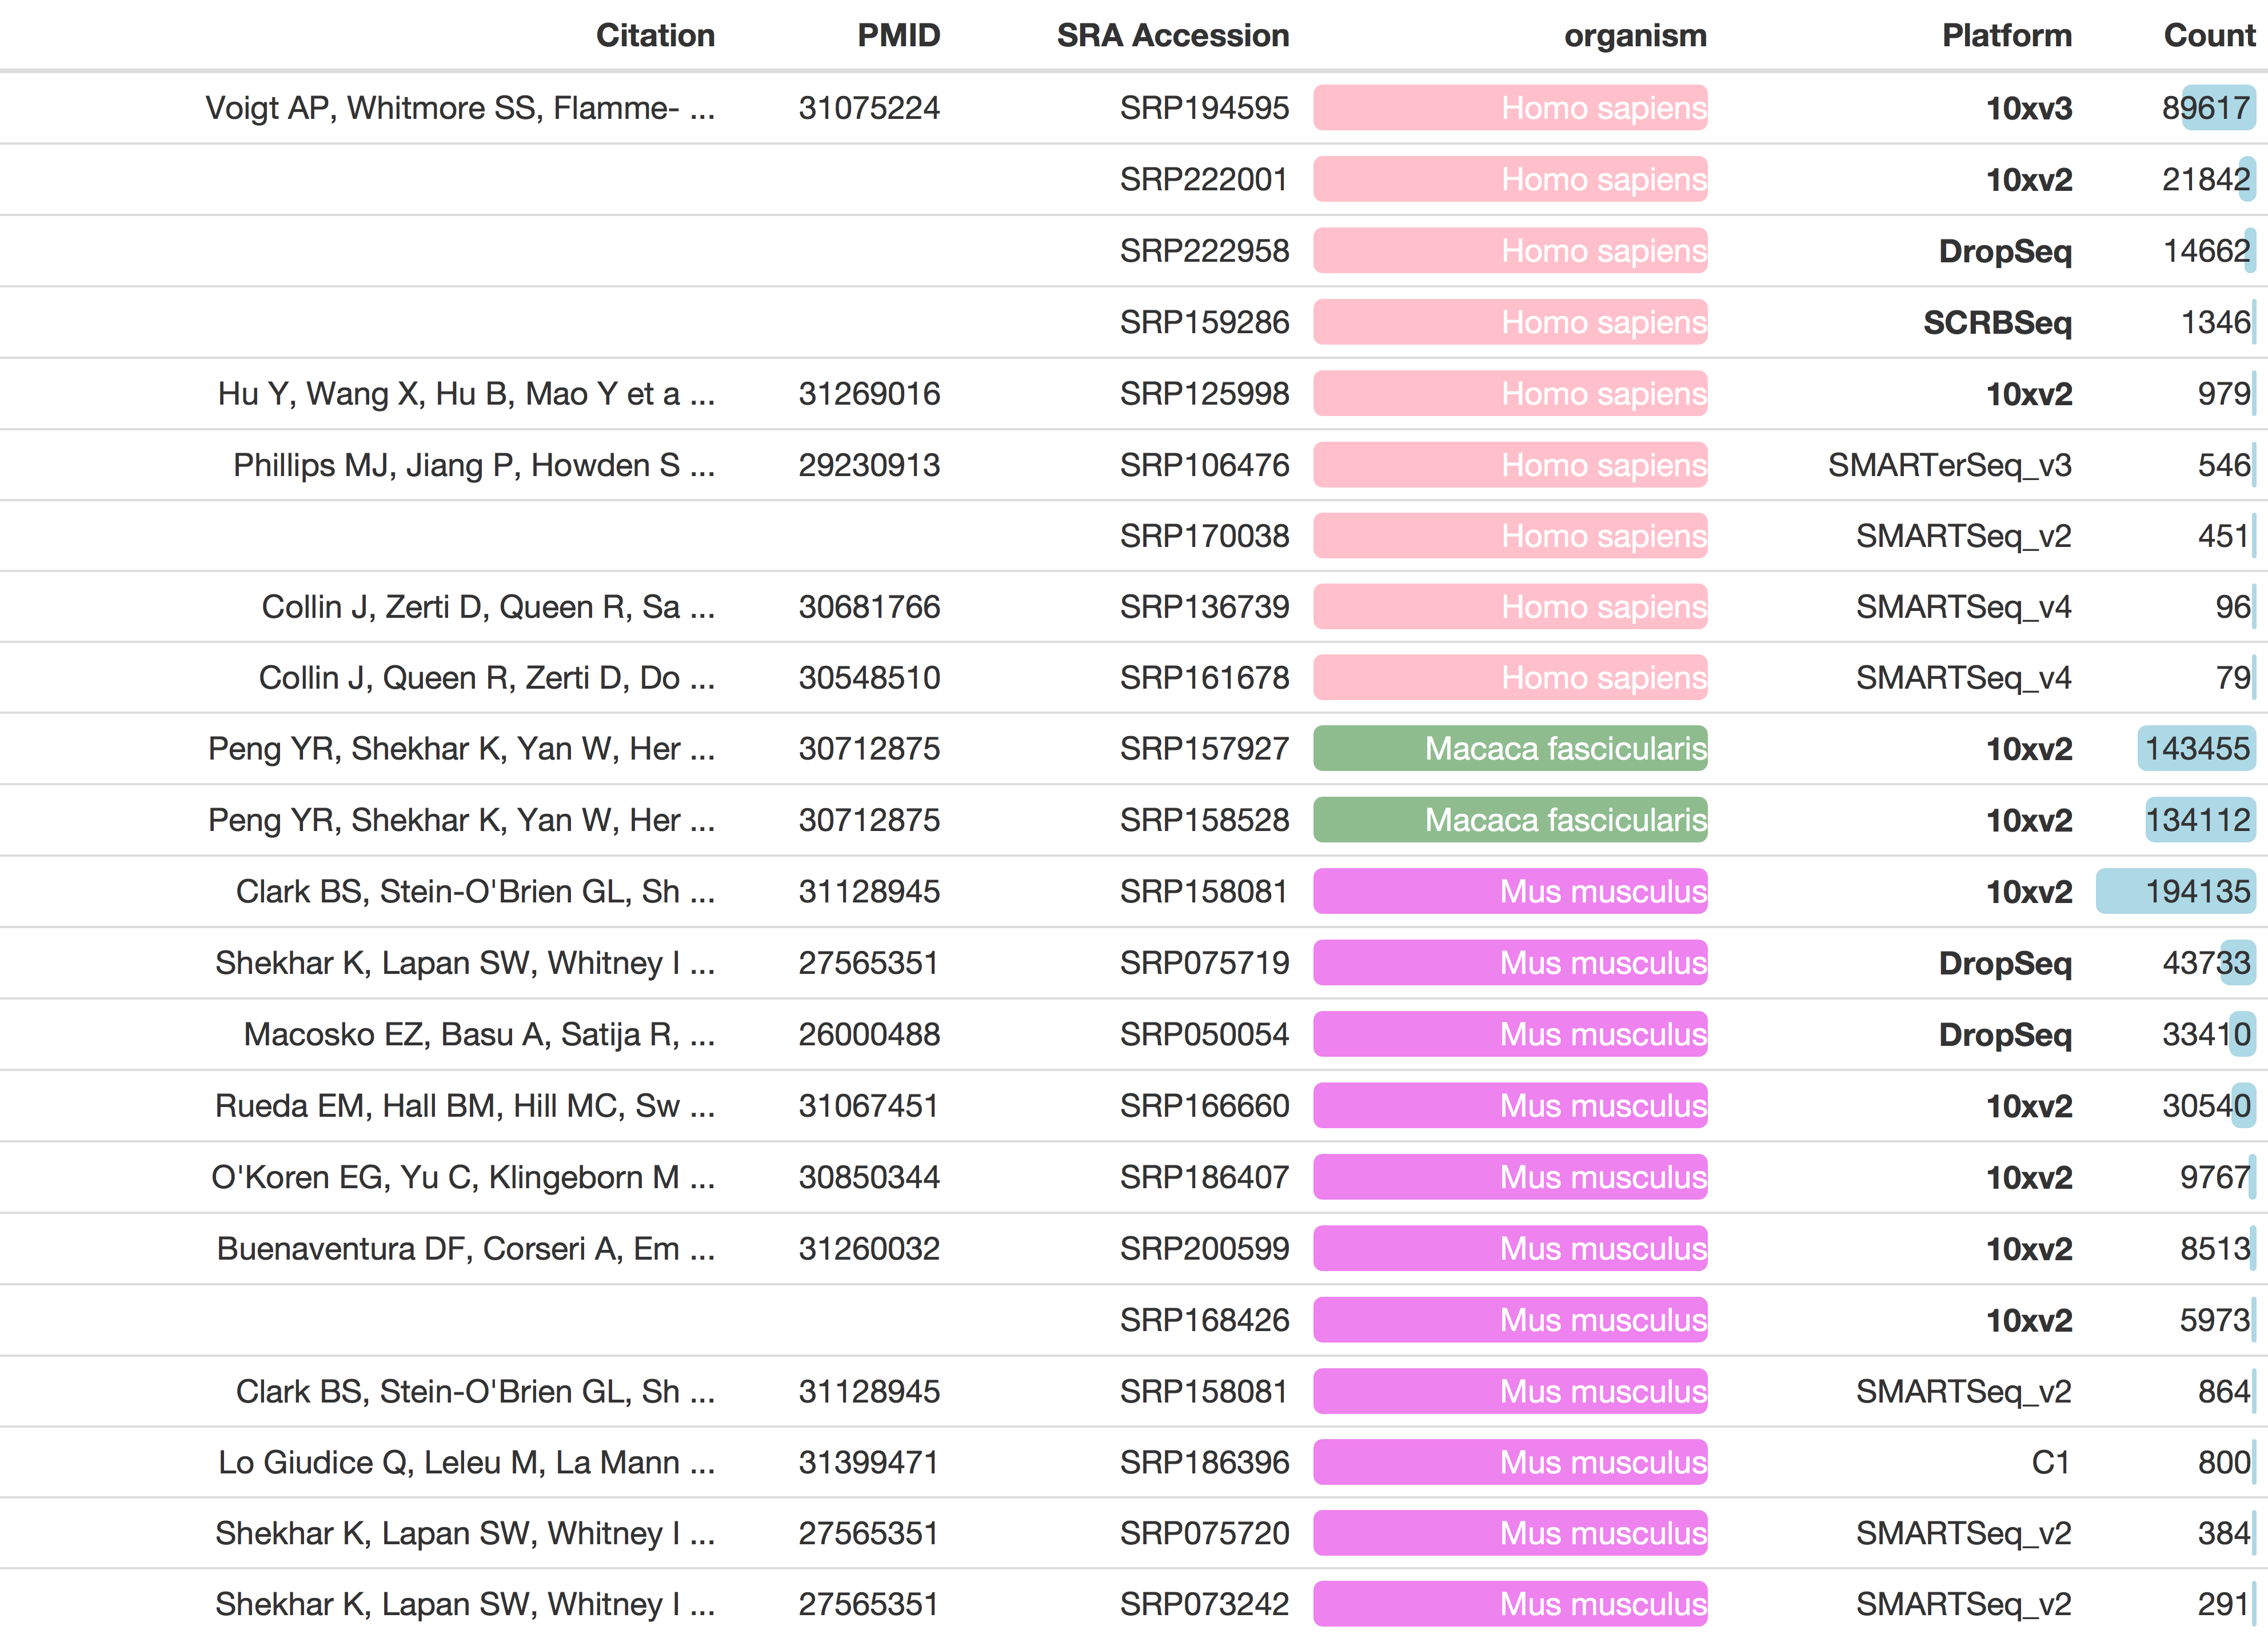 Citation PMID SRA Accession organism Platform Count
Voigt AP, Whitmore SS, Flamme- ... 31075224 SRP194595 Homo sapiens 10xv3 89617
SRP222001 Homo sapiens 10xv2 21842
SRP222958 Homo sapiens DropSeq 14662
SRP159286 Homo sapiens SCRBSeq 1346
Hu Y, Wang X, Hu B, Mao Y et a ... 31269016 SRP125998 Homo sapiens 10xv2 979
Phillips MJ, Jiang P, Howden S ... 29230913 SRP106476 Homo sapiens SMARTerSeq_v3 546
SRP170038 Homo sapiens SMARTSeq_v2 451
Collin J, Zerti D, Queen R, Sa ... 30681766 SRP136739 Homo sapiens SMARTSeq_v4 96
Collin J, Queen R, Zerti D, Do ... 30548510 SRP161678 Homo sapiens SMARTSeq_v4 79
Peng YR, Shekhar K, Yan W, Her ... 30712875 SRP157927 Macaca fascicularis 10xv2 143455
Peng YR, Shekhar K, Yan W, Her ... 30712875 SRP158528 Macaca fascicularis 10xv2 134112
Clark BS, Stein-O'Brien GL, Sh ... 31128945 SRP158081 Mus musculus 10xv2 194135
Shekhar K, Lapan SW, Whitney I ... 27565351 SRP075719 Mus musculus DropSeq 43733
Macosko EZ, Basu A, Satija R, ... 26000488 SRP050054 Mus musculus DropSeq 33410
Rueda EM, Hall BM, Hill MC, Sw ... 31067451 SRP166660 Mus musculus 10xv2 30540
O'Koren EG, Yu C, Klingeborn M ... 30850344 SRP186407 Mus musculus 10xv2 9767
Buenaventura DF, Corseri A, Em ... 31260032 SRP200599 Mus musculus 10xv2 8513
SRP168426 Mus musculus 10xv2 5973
Clark BS, Stein-O'Brien GL, Sh ... 31128945 SRP158081 Mus musculus SMARTSeq_v2 864
Lo Giudice Q, Leleu M, La Mann ... 31399471 SRP186396 Mus musculus C1 800
Shekhar K, Lapan SW, Whitney I ... 27565351 SRP075720 Mus musculus SMARTSeq_v2 384
Shekhar K, Lapan SW, Whitney I ... 27565351 SRP073242 Mus musculus SMARTSeq_v2 291